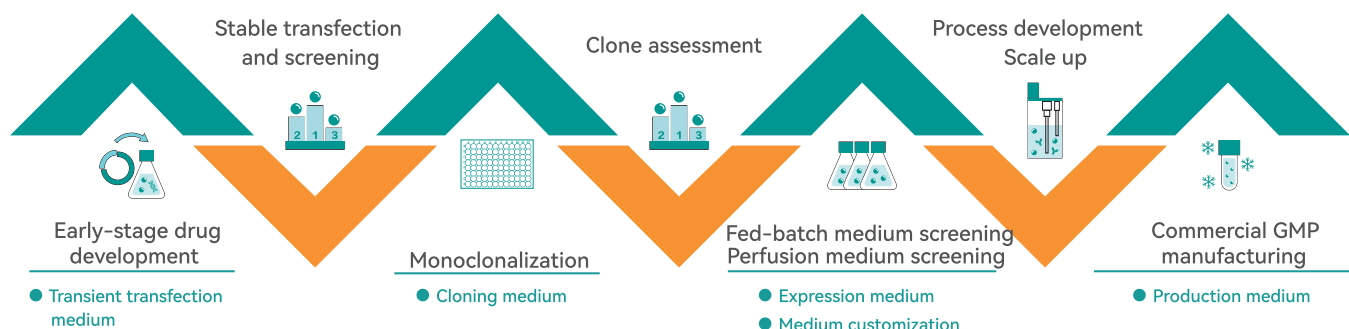 Stable transfection
and screening
Clone assessment
Process development
Scale up
2 1 3
2 1 3
Early-stage drug
development
Transient transfection
medium
Monoclonalization
Cloning medium
Fed-batch medium screening
Perfusion medium screening
Expression medium
Medium customization
Commercial GMP
manufacturing
Production medium